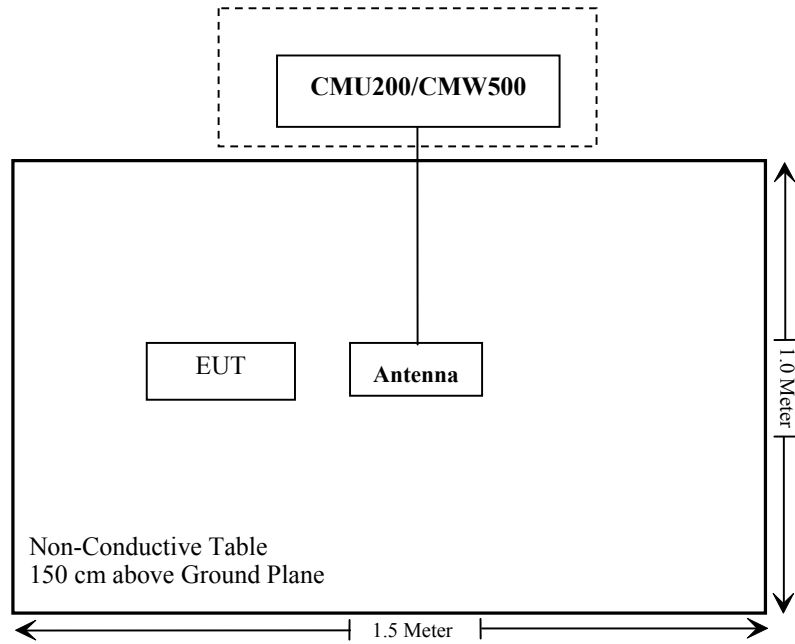 CMU200/CMW500
EUT
Antenna
1.0 Meter
Non-Conductive Table
150 cm above Ground Plane
1.5 Meter